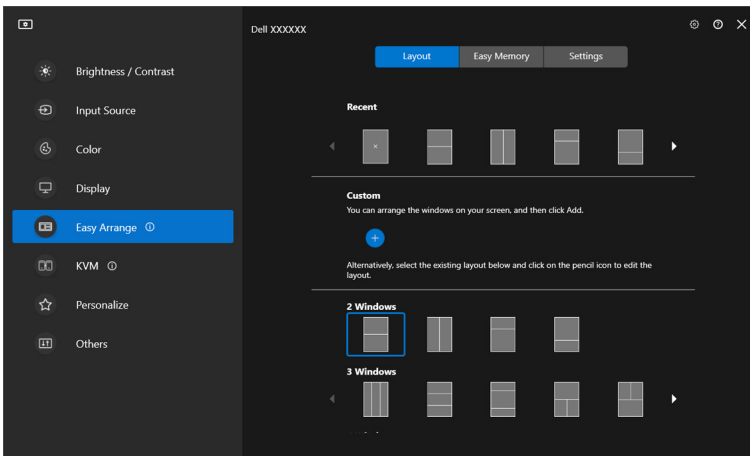 Dell XXXXXX
Brightness / Contrast
Input Source
Color
Display
Easy Arrange
KVM
Personalize
Others
Layout
Easy Memory
Settings
Recent
Custom
You can arrange the windows on your screen, and then click Add.
Alternatively, select the existing layout below and click on the pencil icon to edit the
layout.
2 Windows
3 Windows